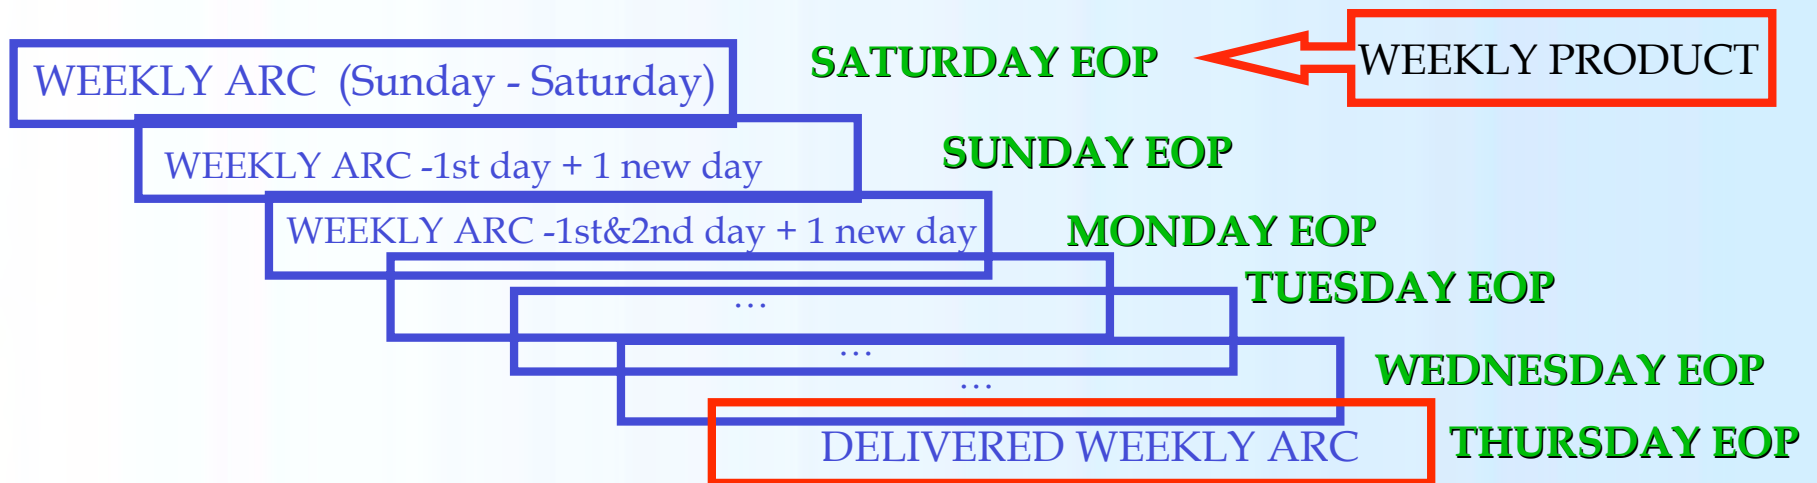 WEEKLY ARC (Sunday - Saturday)
SATURDAY EOP
WEEKLY PRODUCT
WEEKLY ARC -1st day + 1 new day
SUNDAY EOP
WEEKLY ARC -1st&2nd day + 1 new day
MONDAY EOP
…
TUESDAY EOP
…
WEDNESDAY EOP
…
DELIVERED WEEKLY ARC
THURSDAY EOP